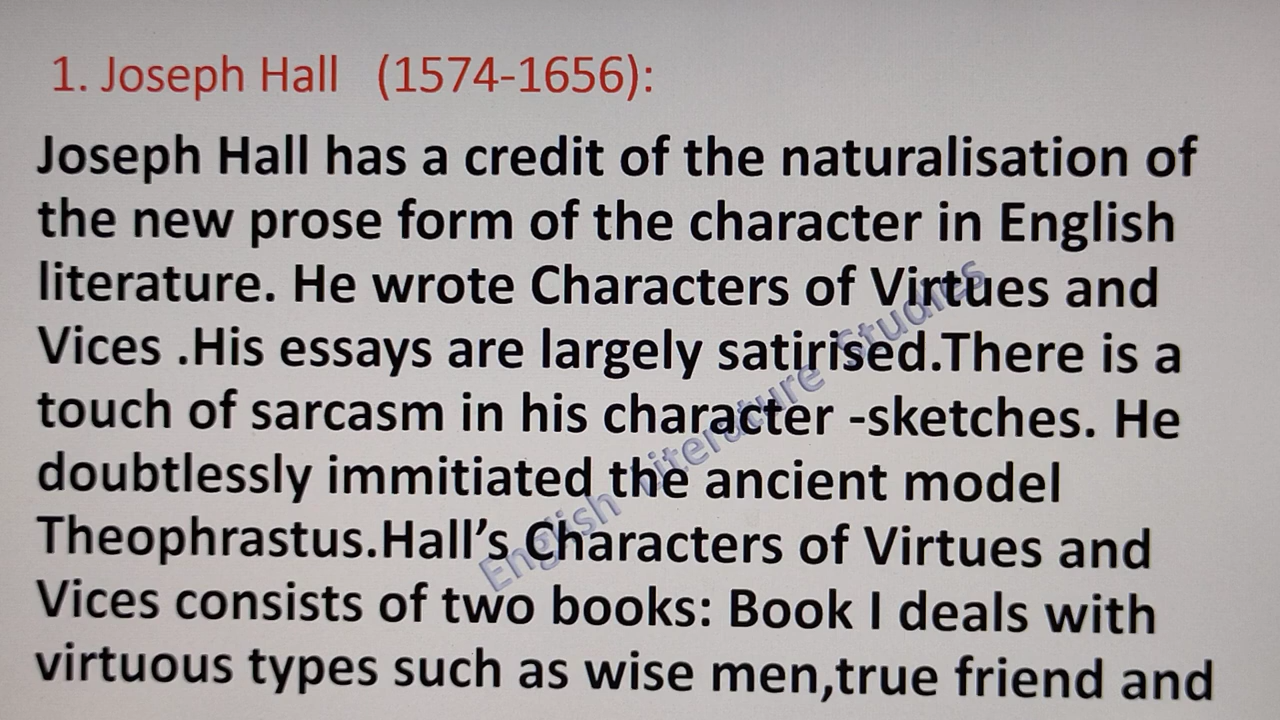 1. Joseph Hall (1574-1656):
Joseph Hall has a credit of the naturalisation of
the new prose form of the character in English
literature. He wrote Characters of Virtues and
Vices .His essays are largely satirised.There is a
touch of sarcasm in his character -sketches. He
doubtlessly immitiated the ancient model
Theophrastus.Hall’s Characters of Virtues and
Vices consists of two books: Book I deals with
virtuous types such as wise men,true friend and
English Literature Studies